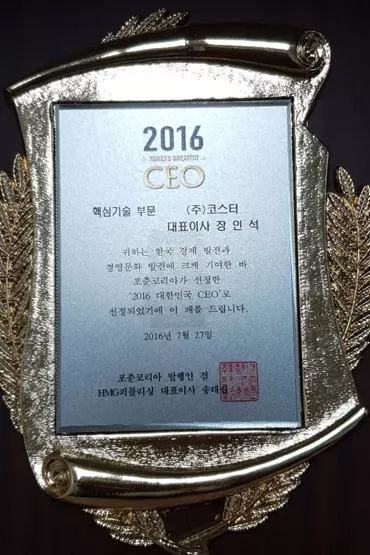 2016
KOREA'S GREATEST
CEO
핵심기술 부문 (주)코스터
대표이사 장 인 석
귀하는 한국 경제 발전과
경영문화 발전에 크게 기여한 바
포춘코리아가 선정한
‘2016 대한민국 CEO’로
선정되었기에 이 패를 드립니다.
2016년 7월 27일
포춘코리아 발행인 겸
HMG퍼블리싱 대표이사 송태